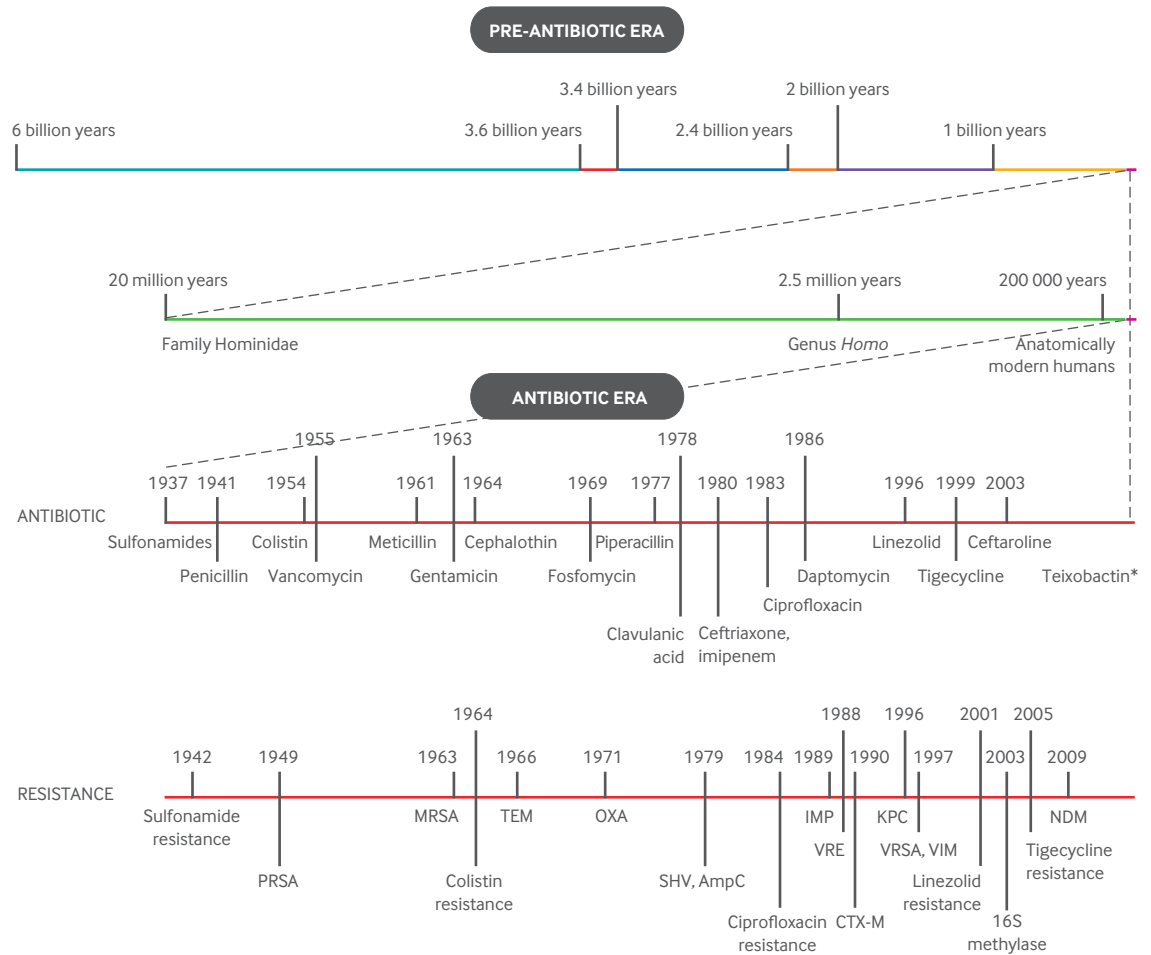 PRE-ANTIBIOTIC ERA
3.4 billion years
2 billion years
6 billion years
3.6 billion years
2.4 billion years
1 billion years
20 million years
2.5 million years
200 000 years
Family Hominidae
Genus Homo
Anatomically
modern humans
ANTIBIOTIC ERA
1955
1963
1978
1986
1937
1941
1954
1961
1964
1969
1977
1980
1983
1996
1999
2003
ANTIBIOTIC
Sulfonamides
Colistin
Meticillin
Cephalothin
Piperacillin
Linezolid
Ceftaroline
Penicillin
Vancomycin
Gentamicin
Fosfomycin
Daptomycin
Tigecycline
Teixobactin*
Ciprofloxacin
Clavulanic
acid
Ceftriaxone,
imipenem
1964
1988
1996
2001
2005
1942
1949
1963
1966
1971
1979
1984
1989
1990
1997
2003
2009
RESISTANCE
Sulfonamide
resistance
MRSA
TEM
OXA
IMP
KPC
NDM
VRE
VRSA, VIM
Tigecycline
resistance
PRSA
Colistin
resistance
SHV, AmpC
Linezolid
resistance
Ciprofloxacin
resistance
CTX-M
16S
methylase